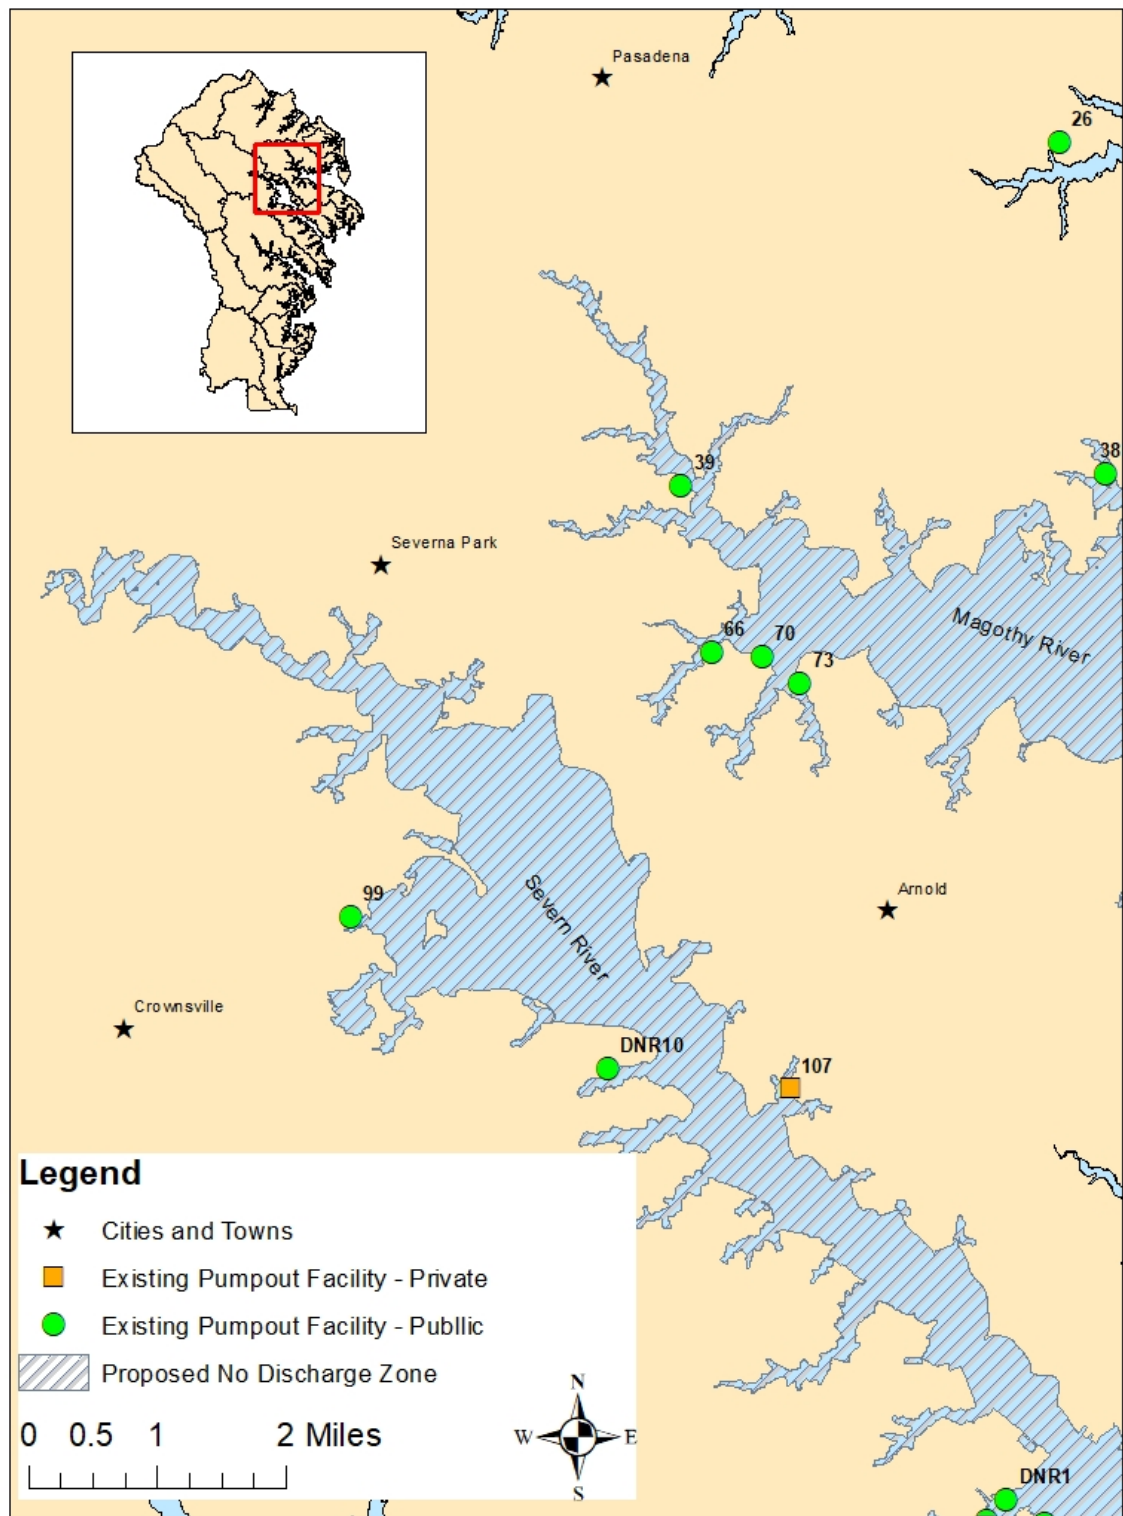 Pasadena
26
39
38
Severna Park
Magothy River
66
70
73
99
Severn River
Arnold
Crownsville
DNR10
107
Legend
Cities and Towns
Existing Pumpout Facility - Private
Existing Pumpout Facility - Publlic
Proposed No Discharge Zone
N
W E
S
0 0.5 1 2 Miles
DNR1